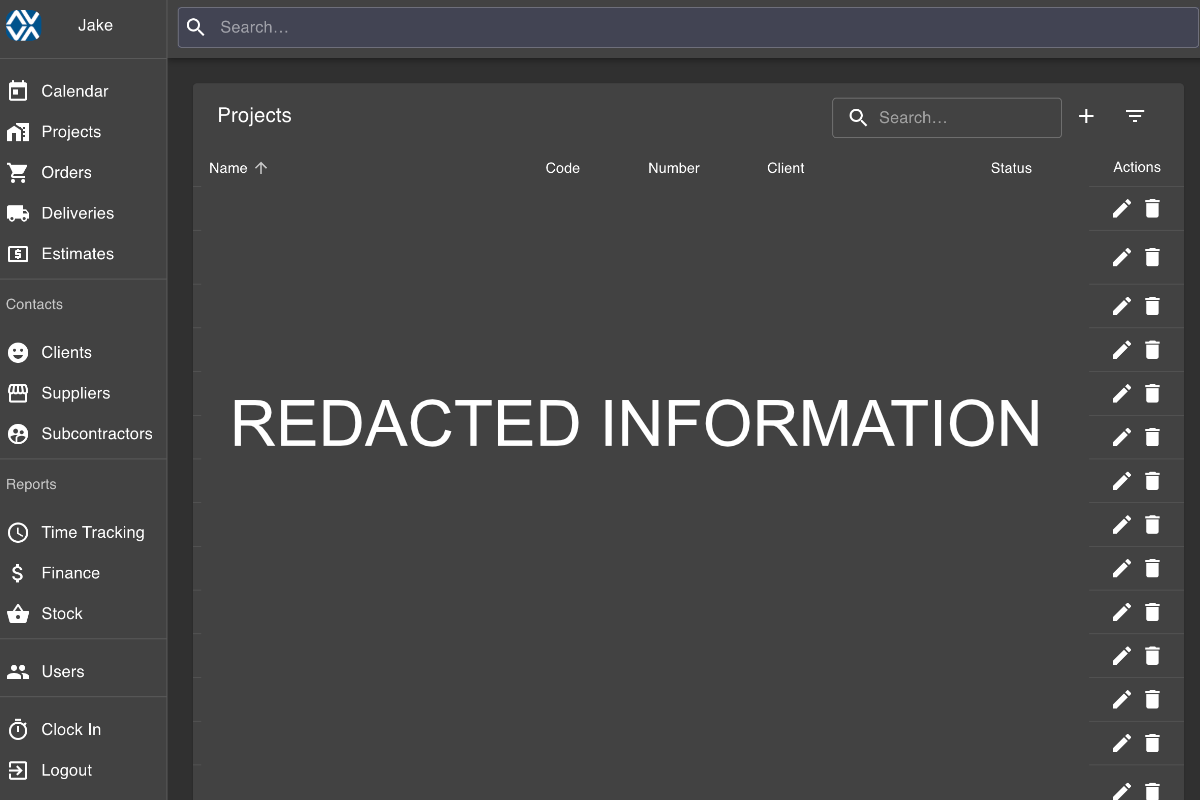 Jake
Search…
Calendar
Projects
Orders
Deliveries
Estimates
Contacts
Clients
Suppliers
Subcontractors
Reports
Time Tracking
Finance
Stock
Users
Clock In
Logout
Projects
Search…
Name Code Number Client Status Actions
REDACTED INFORMATION